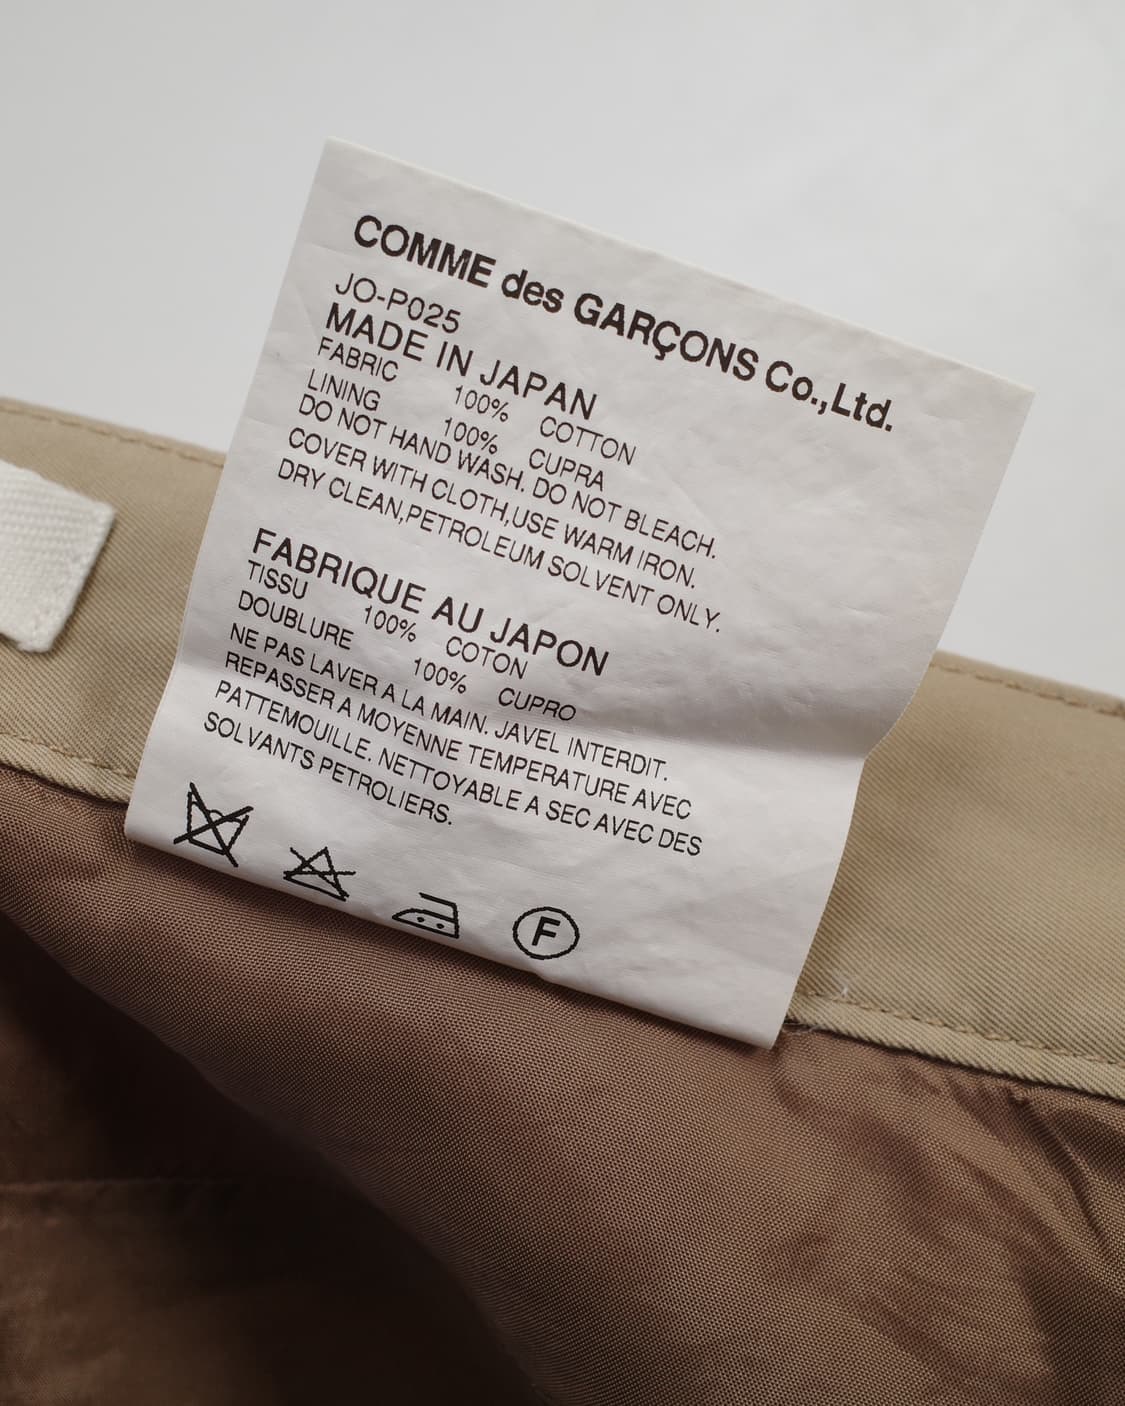 COMME des GARÇONS Co.,Ltd.
JO-P025
MADE IN JAPAN
FABRIC 100% COTTON
LINING 100% CUPRA
DO NOT HAND WASH. DO NOT BLEACH.
COVER WITH CLOTH,USE WARM IRON.
DRY CLEAN,PETROLEUM SOLVENT ONLY.
FABRIQUE AU JAPON
TISSU 100% COTON
DOUBLURE 100% CUPRO
NE PAS LAVER A LA MAIN. JAVEL INTERDIT.
REPASSER A MOYENNE TEMPERATURE AVEC
PATTEMOUILLE. NETTOYABLE A SEC AVEC DES
SOLVANTS PETROLIERS.
F